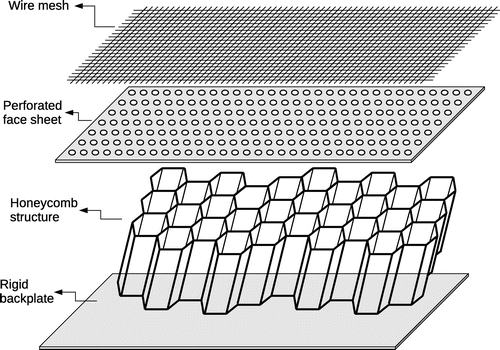 Wire mesh
Perforated
face sheet
Honeycomb
structure
Rigid
backplate